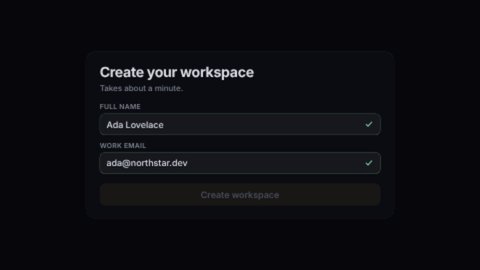 Create your workspace
Takes about a minute.
FULL NAME
Ada Lovelace
WORK EMAIL
ada@northstar.dev
Create workspace